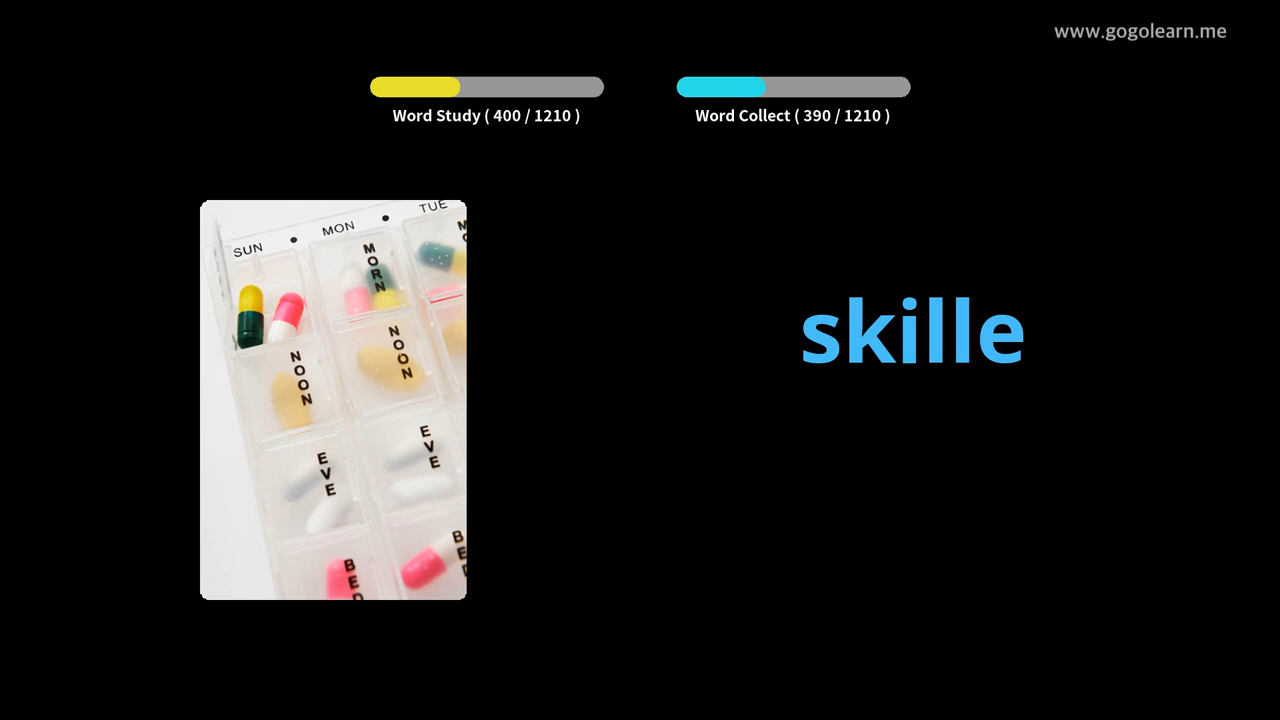 www.gogolearn.me
Word Study ( 400 / 1210 )
Word Collect ( 390 / 1210 )
SUN • MON • TUE
MORN
NOON
NOON
EVE
EVE
BED
skille